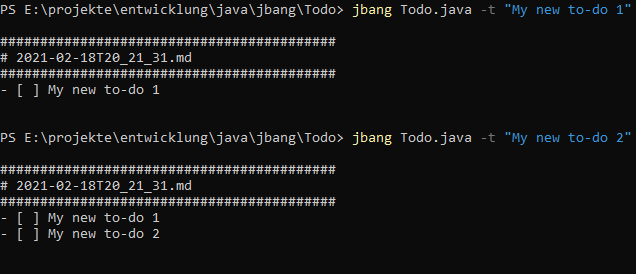 PS E:\projekte\entwicklung\java\jbang\Todo> jbang Todo.java -t "My new to-do 1"
##########################################
# 2021-02-18T20_21_31.md
##########################################
- [ ] My new to-do 1
PS E:\projekte\entwicklung\java\jbang\Todo> jbang Todo.java -t "My new to-do 2"
##########################################
# 2021-02-18T20_21_31.md
##########################################
- [ ] My new to-do 1
- [ ] My new to-do 2